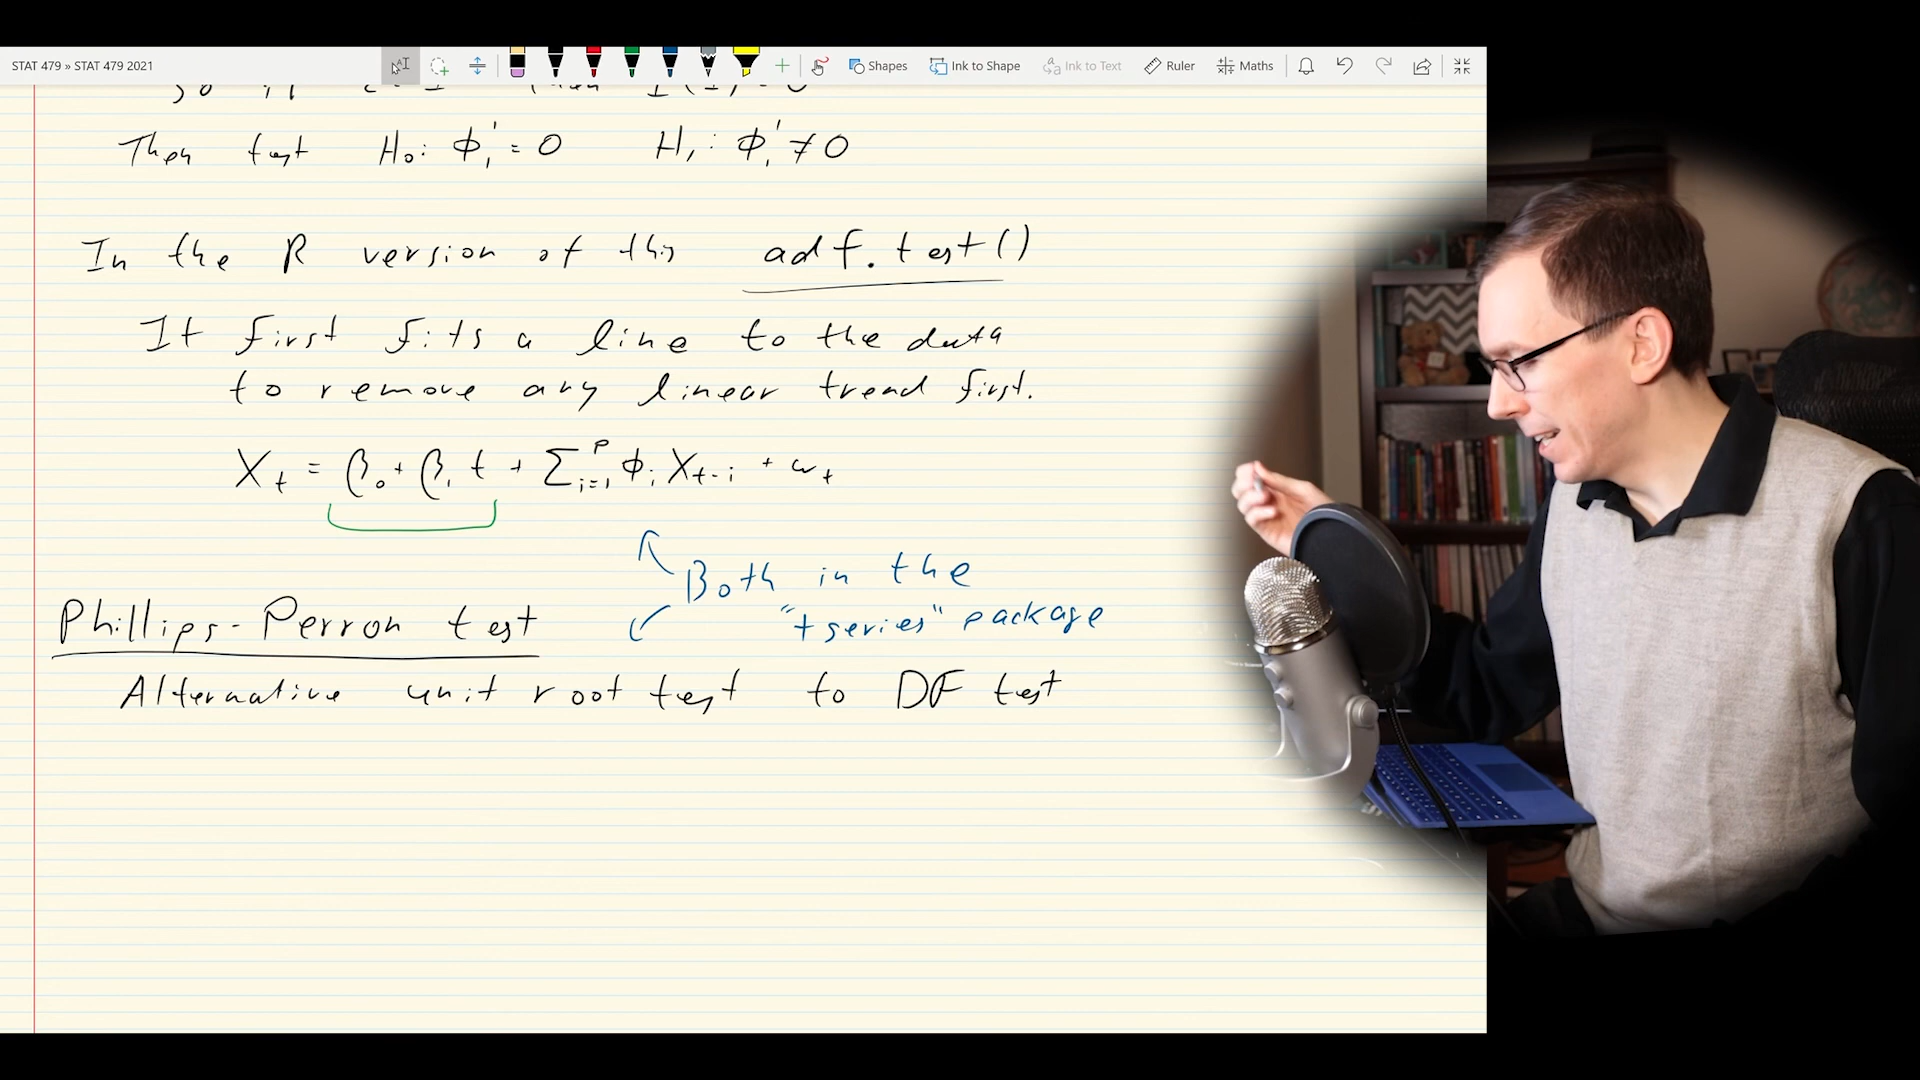 STAT 479 » STAT 479 2021
Shapes
Ink to Shape
Ink to Text
Ruler
Maths
Then test H₀: Φ₁' = 0 H₁: Φ₁' ≠ 0
In the R version of this adf.test()
It first fits a line to the data
to remove any linear trend first.
Xₜ = β₀ + β₁ t + Σᵢ₌₁ᵖ Φᵢ Xₜ₋ᵢ + wₜ
Both in the
"tseries" package
Phillips-Perron test
Alternative unit root test to DF test